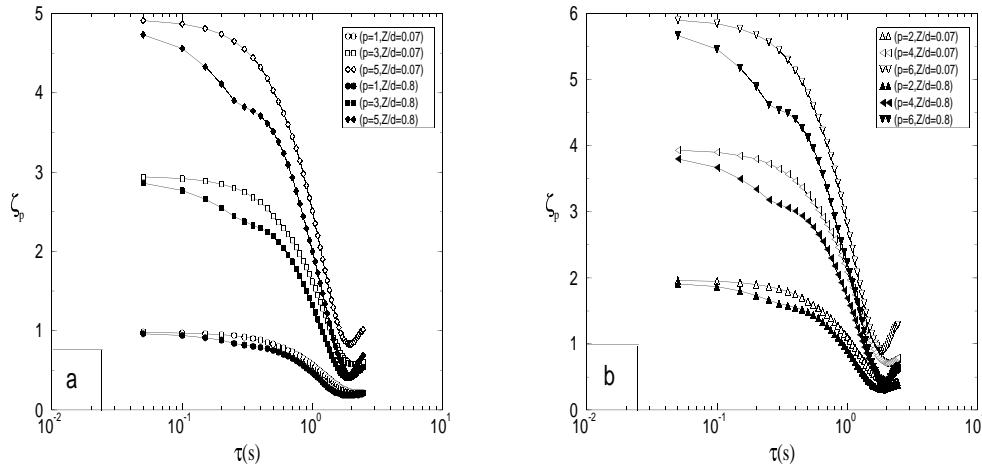 5
4
3
2
1
0
ζp
10-2
10-1
100
101
τ(s)
(p=1,Z/d=0.07)
(p=3,Z/d=0.07)
(p=5,Z/d=0.07)
(p=1,Z/d=0.8)
(p=3,Z/d=0.8)
(p=5,Z/d=0.8)
a
6
5
4
3
2
1
0
ζp
10-2
10-1
100
10
τ(s)
(p=2,Z/d=0.07)
(p=4,Z/d=0.07)
(p=6,Z/d=0.07)
(p=2,Z/d=0.8)
(p=4,Z/d=0.8)
(p=6,Z/d=0.8)
b